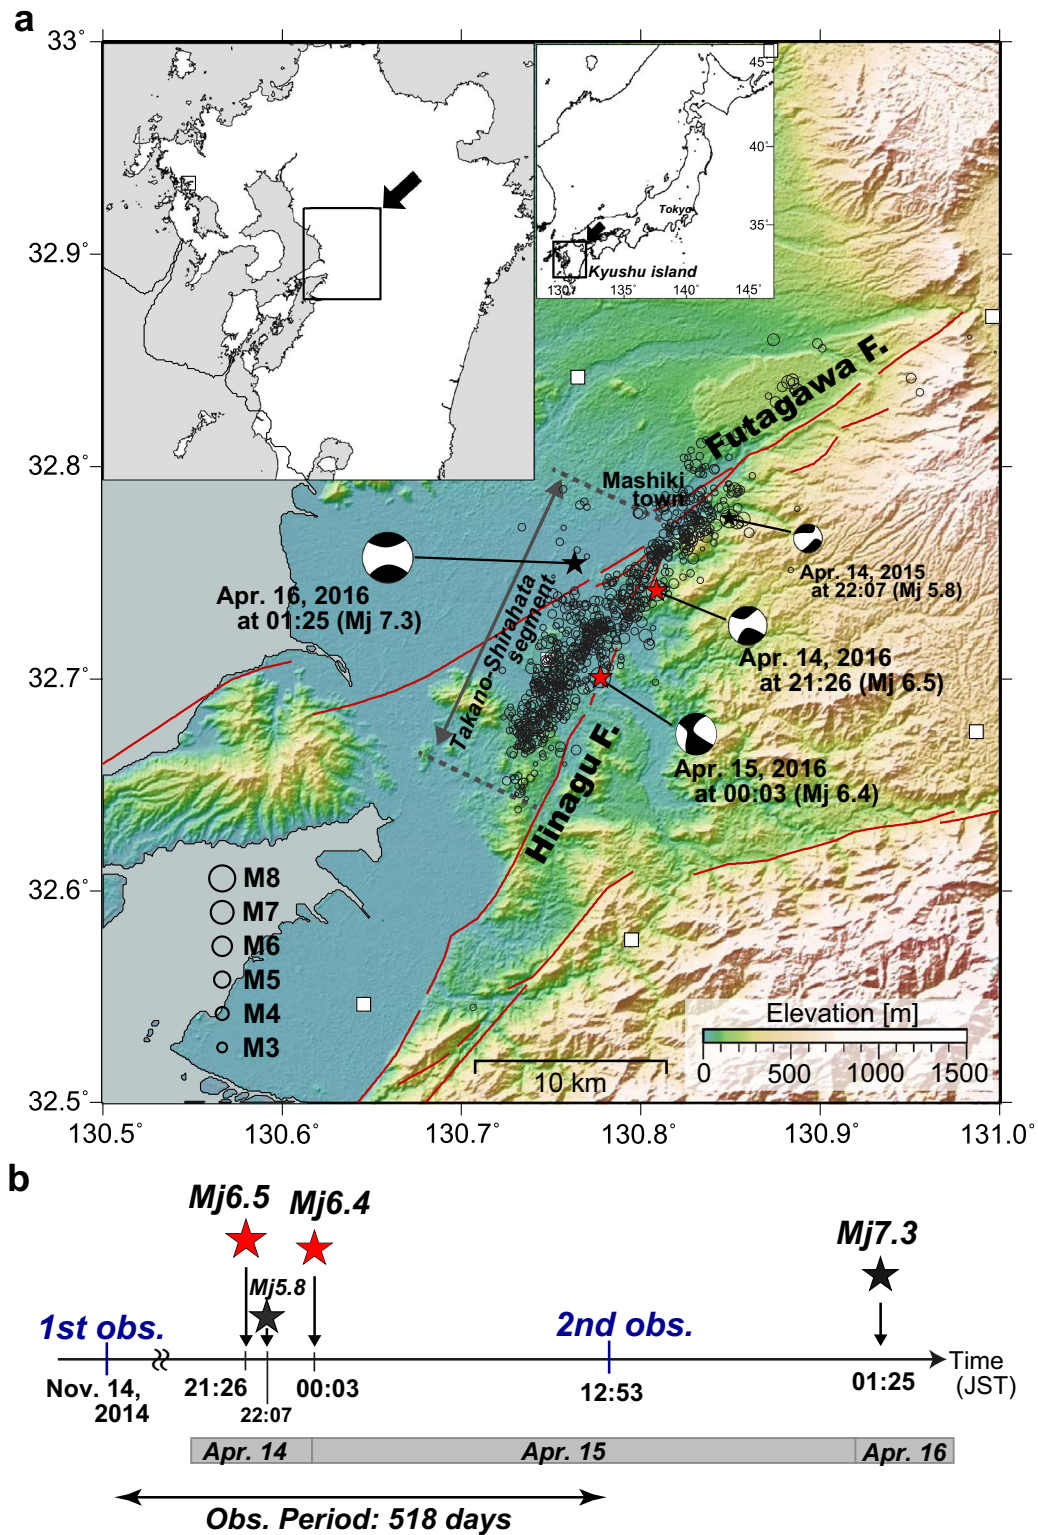 a
33°
32.9°
32.8°
32.7°
32.6°
32.5°
130.5°
130.6°
130.7°
130.8°
130.9°
131.0°
45°
40°
35°
Tokyo
Kyushu island
130°
135°
140°
145°
Futagawa F.
Mashiki
town
Apr. 14, 2015
at 22:07 (Mj 5.8)
Apr. 16, 2016
at 01:25 (Mj 7.3)
Takano-Shirahata
segment
Apr. 14, 2016
at 21:26 (Mj 6.5)
Apr. 15, 2016
at 00:03 (Mj 6.4)
Hinagu F.
M8
M7
M6
M5
M4
M3
Elevation [m]
0 500 1000 1500
10 km
b
Mj6.5 Mj6.4
Mj7.3
Mj5.8
1st obs.
2nd obs.
Time
(JST)
Nov. 14,
2014
21:26
22:07
00:03
12:53
01:25
Apr. 14 Apr. 15 Apr. 16
Obs. Period: 518 days